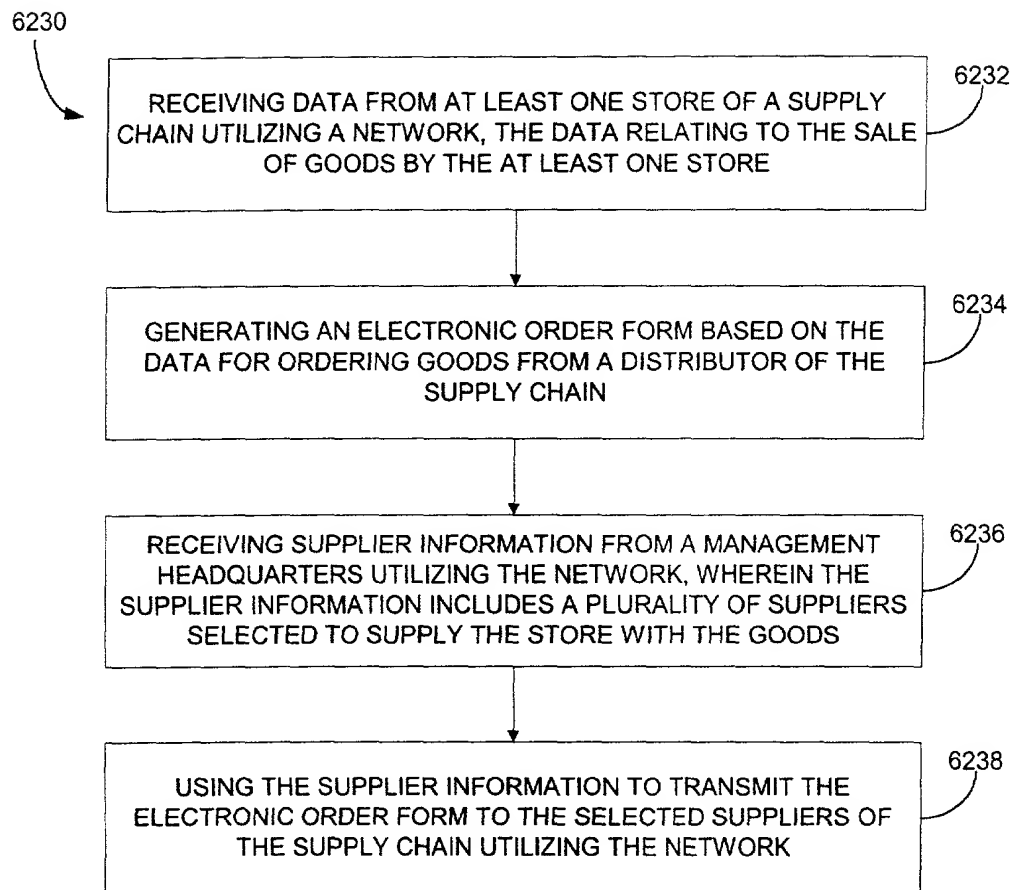 6230
6232
RECEIVING DATA FROM AT LEAST ONE STORE OF A SUPPLY
CHAIN UTILIZING A NETWORK, THE DATA RELATING TO THE SALE
OF GOODS BY THE AT LEAST ONE STORE
6234
GENERATING AN ELECTRONIC ORDER FORM BASED ON THE
DATA FOR ORDERING GOODS FROM A DISTRIBUTOR OF THE
SUPPLY CHAIN
6236
RECEIVING SUPPLIER INFORMATION FROM A MANAGEMENT
HEADQUARTERS UTILIZING THE NETWORK, WHEREIN THE
SUPPLIER INFORMATION INCLUDES A PLURALITY OF SUPPLIERS
SELECTED TO SUPPLY THE STORE WITH THE GOODS
6238
USING THE SUPPLIER INFORMATION TO TRANSMIT THE
ELECTRONIC ORDER FORM TO THE SELECTED SUPPLIERS OF
THE SUPPLY CHAIN UTILIZING THE NETWORK